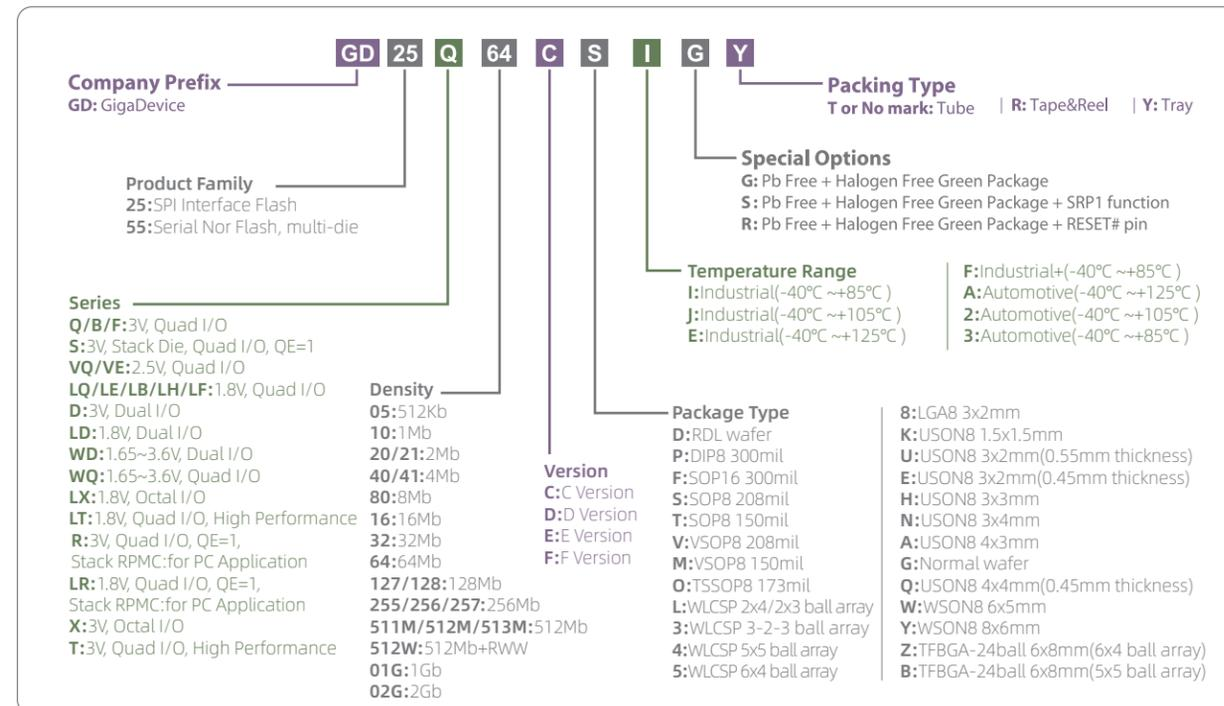 GD 25 Q 64 C S I G Y
Company Prefix
GD: GigaDevice
Packing Type
T or No mark: Tube | R: Tape&Reel | Y: Tray
Special Options
G: Pb Free + Halogen Free Green Package
S: Pb Free + Halogen Free Green Package + SRP1 function
R: Pb Free + Halogen Free Green Package + RESET# pin
Product Family
25:SPI Interface Flash
55:Serial Nor Flash, multi-die
Temperature Range
I:Industrial(-40℃ ~+85℃ )
J:Industrial(-40℃ ~+105℃ )
E:Industrial(-40℃ ~+125℃ )
F:Industrial+(-40℃ ~+85℃ )
A:Automotive(-40℃ ~+125℃ )
2:Automotive(-40℃ ~+105℃ )
3:Automotive(-40℃ ~+85℃ )
Series
Q/B/F:3V, Quad I/O
S:3V, Stack Die, Quad I/O, QE=1
VQ/VE:2.5V, Quad I/O
LQ/LE/LB/LH/LF:1.8V, Quad I/O
D:3V, Dual I/O
LD:1.8V, Dual I/O
WD:1.65~3.6V, Dual I/O
WQ:1.65~3.6V, Quad I/O
LX:1.8V, Octal I/O
LT:1.8V, Quad I/O, High Performance
R:3V, Quad I/O, QE=1,
Stack RPMC:for PC Application
LR:1.8V, Quad I/O, QE=1,
Stack RPMC:for PC Application
X:3V, Octal I/O
T:3V, Quad I/O, High Performance
Density
05:512Kb
10:1Mb
20/21:2Mb
40/41:4Mb
80:8Mb
16:16Mb
32:32Mb
64:64Mb
127/128:128Mb
255/256/257:256Mb
511M/512M/513M:512Mb
512W:512Mb+RWW
01G:1Gb
02G:2Gb
Version
C:C Version
D:D Version
E:E Version
F:F Version
Package Type
D:RDL wafer
P:DIP8 300mil
F:SOP16 300mil
S:SOP8 208mil
T:SOP8 150mil
V:VSOP8 208mil
M:VSOP8 150mil
O:TSSOP8 173mil
L:WLCSP 2x4/2x3 ball array
3:WLCSP 3-2-3 ball array
4:WLCSP 5x5 ball array
5:WLCSP 6x4 ball array
8:LGA8 3x2mm
K:USON8 1.5x1.5mm
U:USON8 3x2mm(0.55mm thickness)
E:USON8 3x2mm(0.45mm thickness)
H:USON8 3x3mm
N:USON8 3x4mm
A:USON8 4x3mm
G:Normal wafer
Q:USON8 4x4mm(0.45mm thickness)
W:WSON8 6x5mm
Y:WSON8 8x6mm
Z:TFBGA-24ball 6x8mm(6x4 ball array)
B:TFBGA-24ball 6x8mm(5x5 ball array)